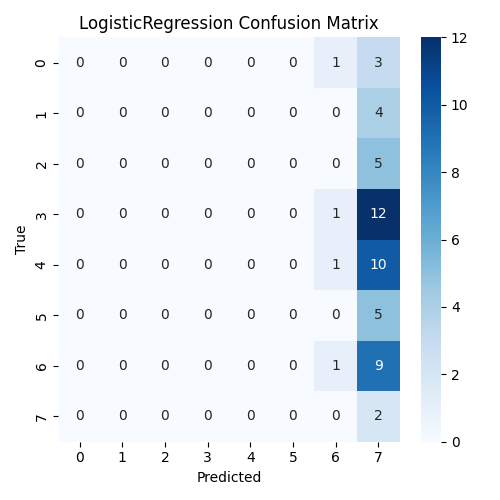 LogisticRegression Confusion Matrix
0 0 0 0 0 0 0 1 3
1 0 0 0 0 0 0 0 4
2 0 0 0 0 0 0 0 5
3 0 0 0 0 0 0 1 12
4 0 0 0 0 0 0 1 10
5 0 0 0 0 0 0 0 5
6 0 0 0 0 0 0 1 9
7 0 0 0 0 0 0 0 2
0 1 2 3 4 5 6 7
Predicted
True
12
10
8
6
4
2
0